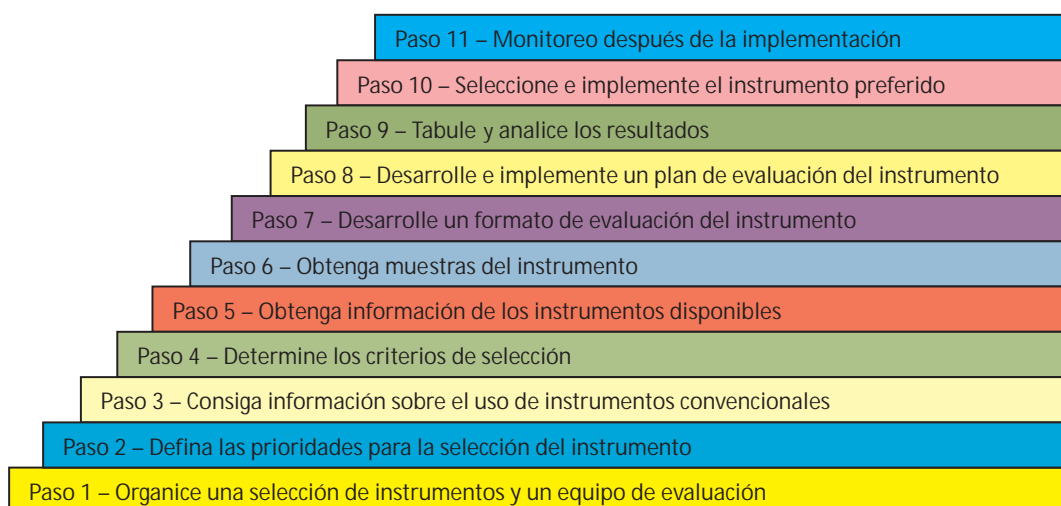 Paso 11 – Monitoreo después de la implementación
Paso 10 – Seleccione e implemente el instrumento preferido
Paso 9 – Tabule y analice los resultados
Paso 8 – Desarrolle e implemente un plan de evaluación del instrumento
Paso 7 – Desarrolle un formato de evaluación del instrumento
Paso 6 – Obtenga muestras del instrumento
Paso 5 – Obtenga información de los instrumentos disponibles
Paso 4 – Determine los criterios de selección
Paso 3 – Consiga información sobre el uso de instrumentos convencionales
Paso 2 – Defina las prioridades para la selección del instrumento
Paso 1 – Organice una selección de instrumentos y un equipo de evaluación